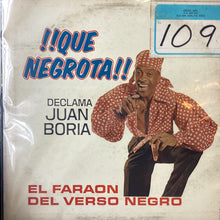 !!QUE
NEGROTA!!
109
DECLAMA
JUAN
BORIA
EL FARAON
DEL VERSO NEGRO